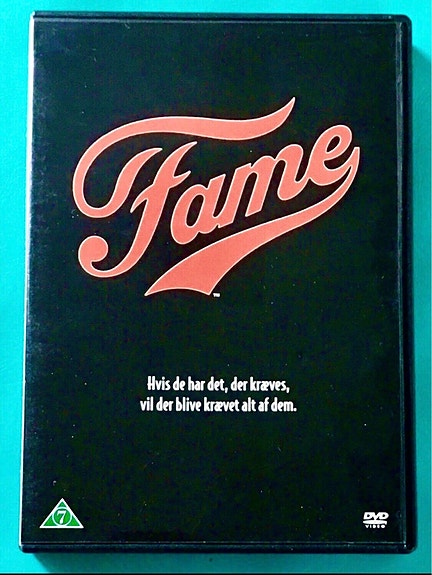 Fame
TM
Hvis de har det, der kræves,
vil der blive krævet alt af dem.
7
DVD
VIDEO